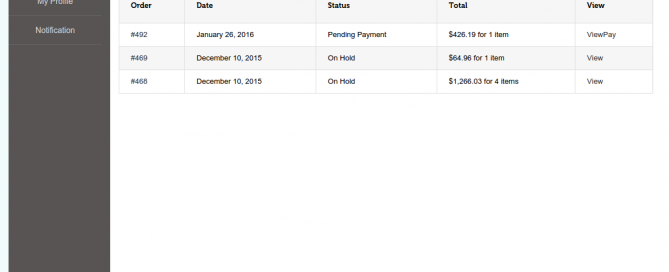 My Profile
Notification
Order Date Status Total View
#492 January 26, 2016 Pending Payment $426.19 for 1 item ViewPay
#469 December 10, 2015 On Hold $64.96 for 1 item View
#468 December 10, 2015 On Hold $1,266.03 for 4 items View